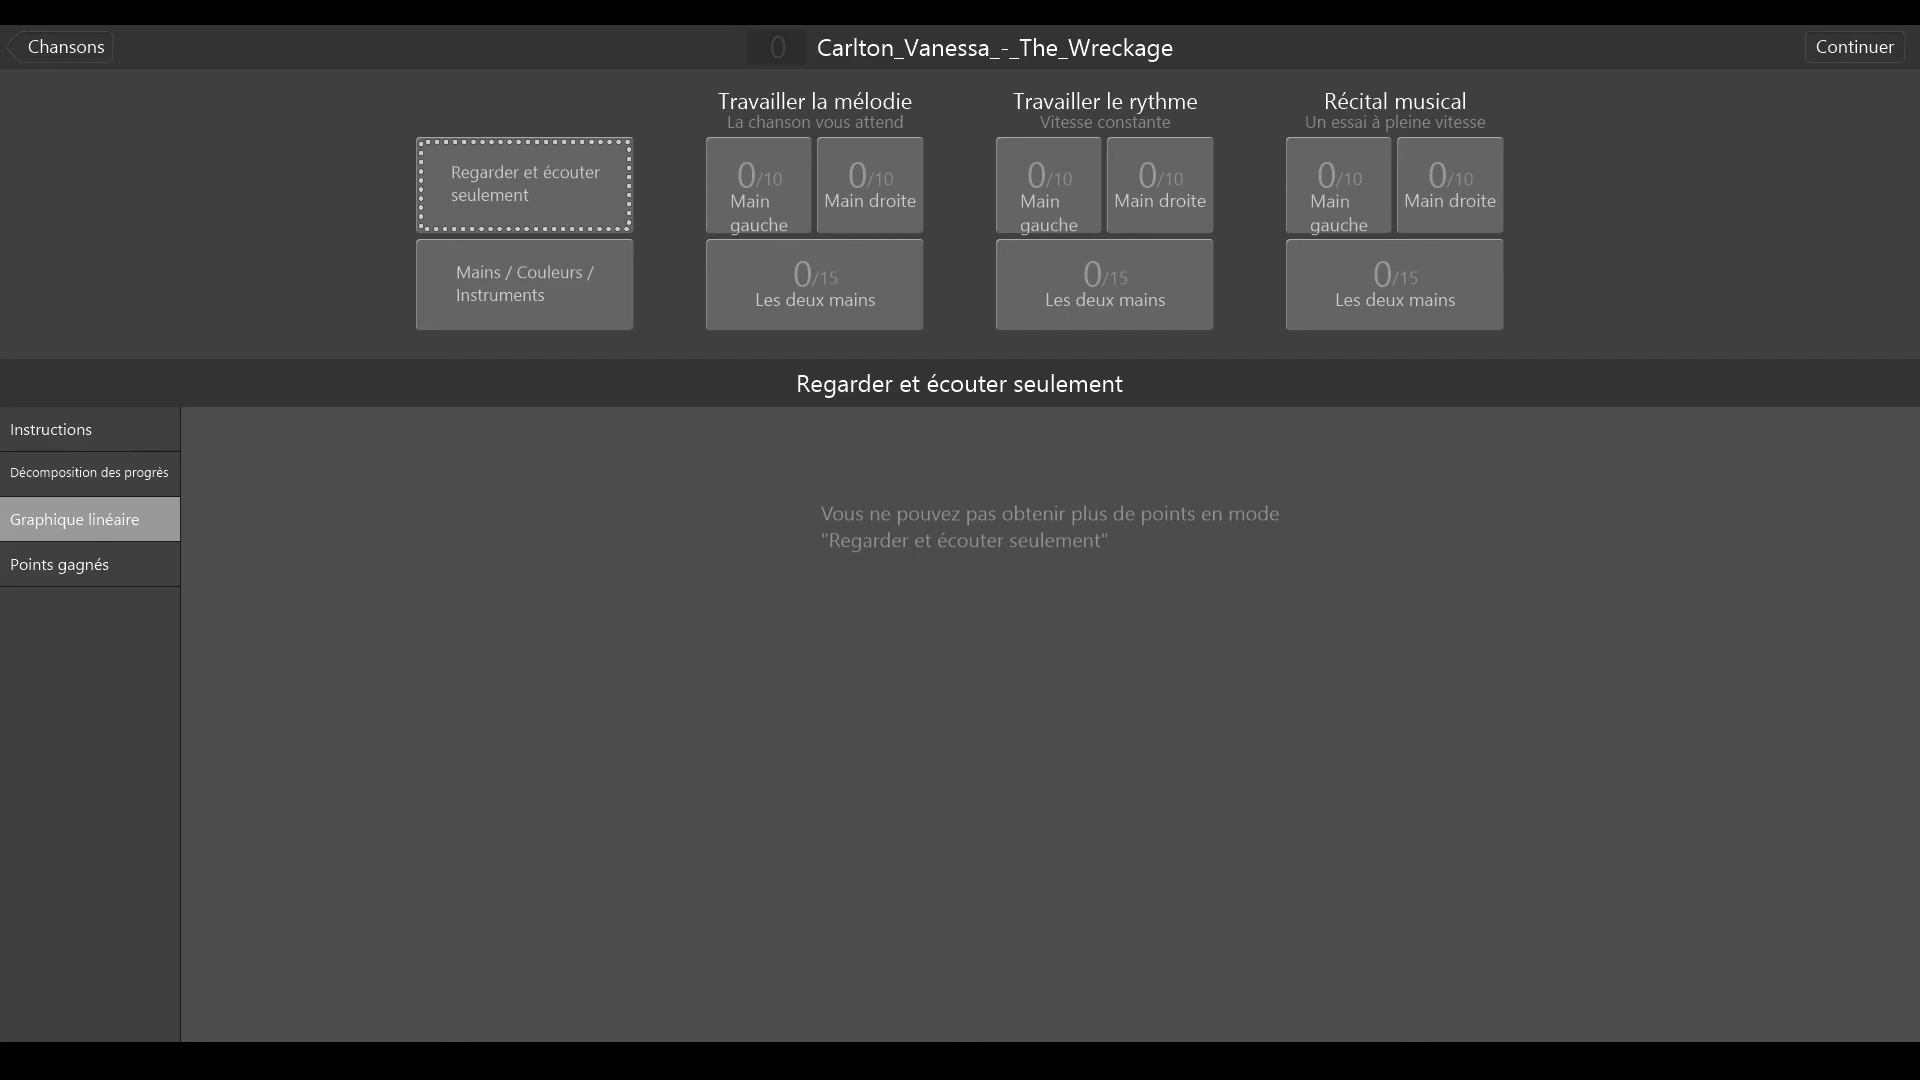 Chansons
0
Carlton_Vanessa_-_The_Wreckage
Continuer
Travailler la mélodie
La chanson vous attend
Travailler le rythme
Vitesse constante
Récital musical
Un essai à pleine vitesse
Regarder et écouter
seulement
0/10
Main
gauche
0/10
Main droite
0/10
Main
gauche
0/10
Main droite
0/10
Main
gauche
0/10
Main droite
Mains / Couleurs /
Instruments
0/15
Les deux mains
0/15
Les deux mains
0/15
Les deux mains
Regarder et écouter seulement
Instructions
Décomposition des progrès
Graphique linéaire
Points gagnés
Vous ne pouvez pas obtenir plus de points en mode
"Regarder et écouter seulement"